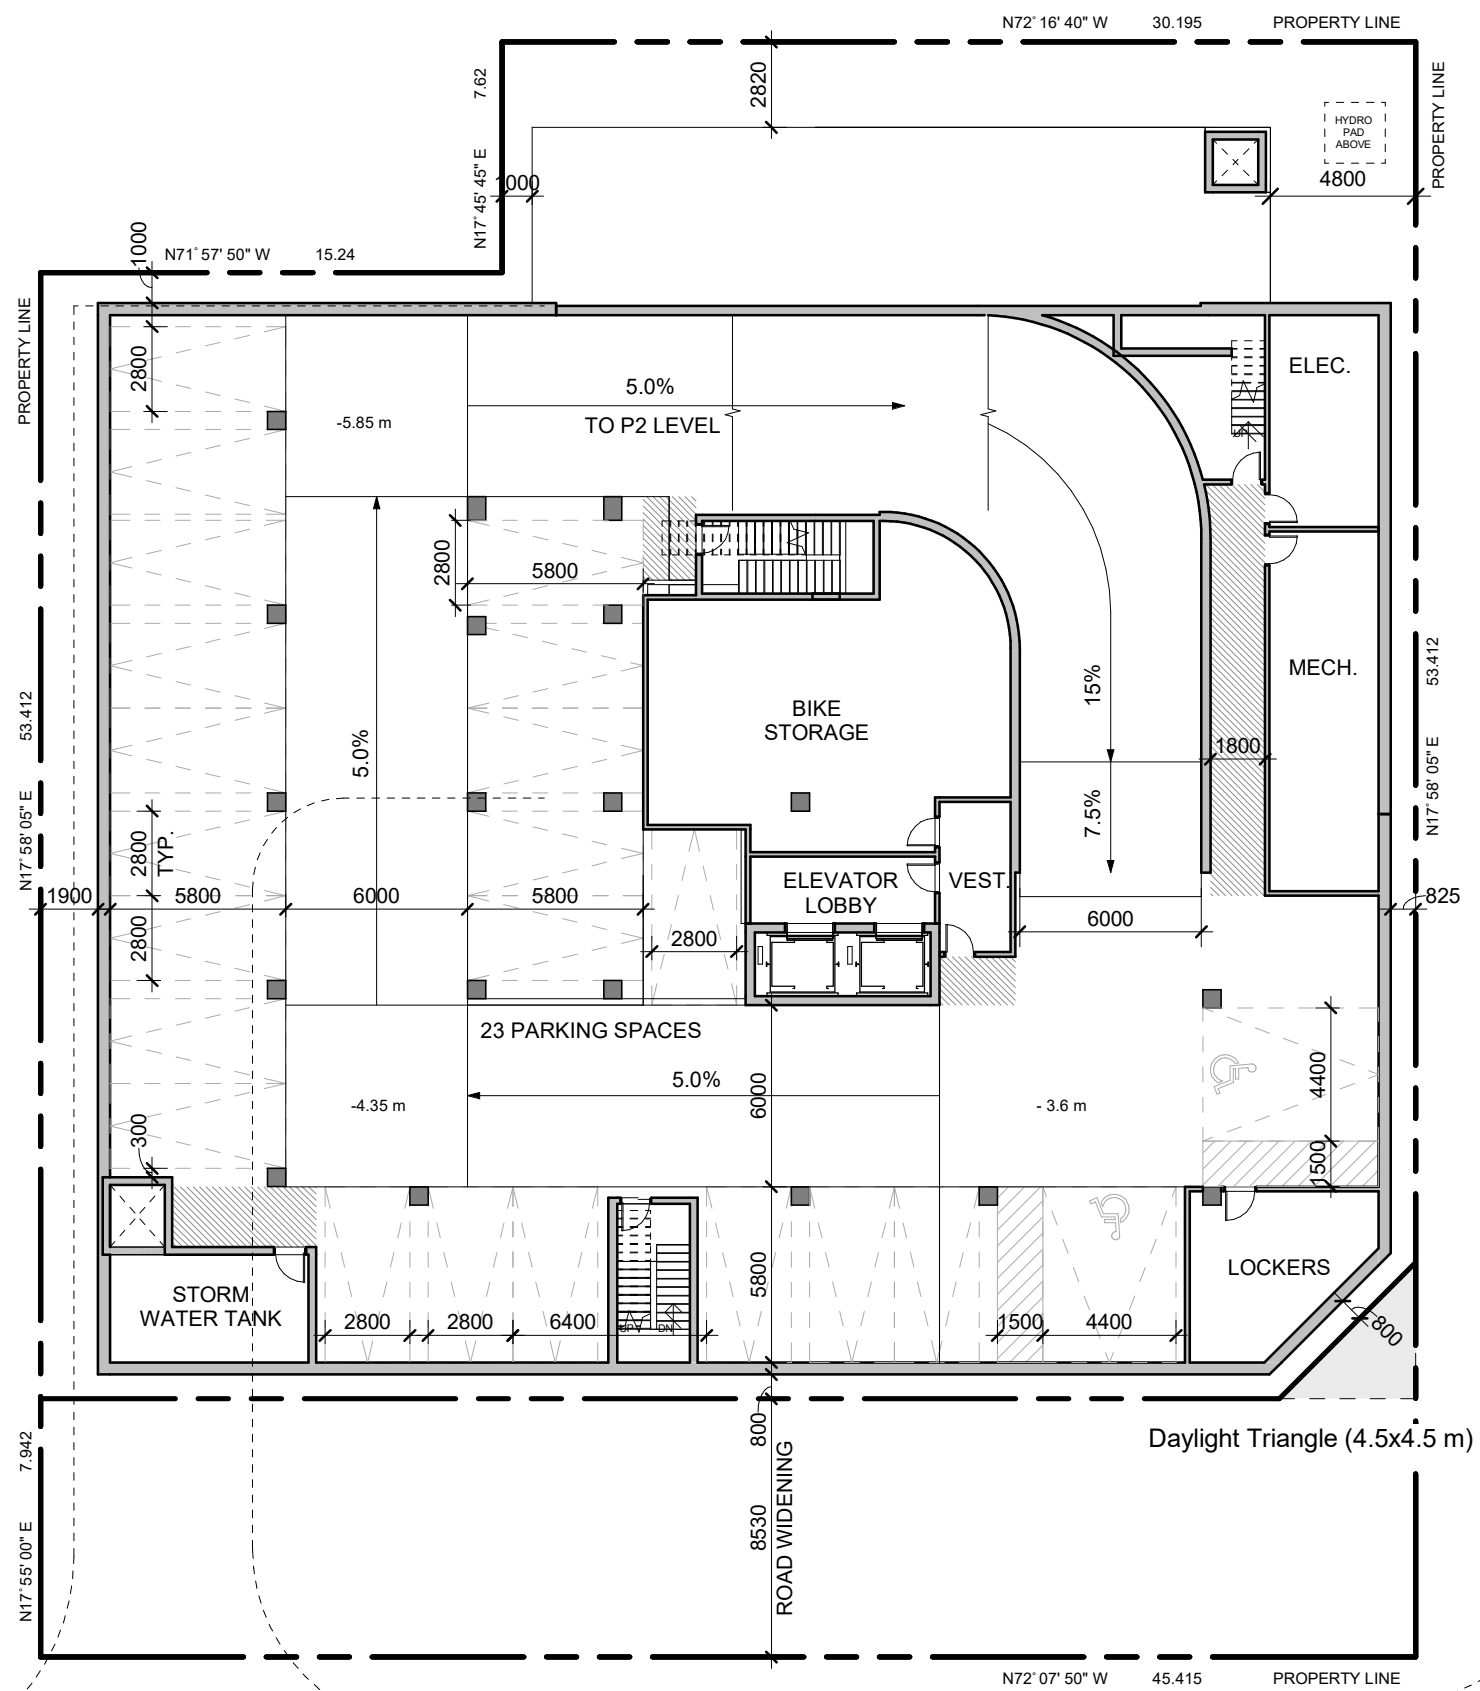 N72° 16' 40" W 30.195 PROPERTY LINE
7.62
2820
PROPERTY LINE
HYDRO
PAD
ABOVE
N17° 45' 45" E
000
4800
1000
N71° 57' 50" W 15.24
PROPERTY LINE
2800
5.0%
ELEC.
-5.85 m
TO P2 LEVEL
UP
2800
5800
53.412
5.0%
BIKE
STORAGE
15%
MECH.
53.412
1800
N17° 58' 05" E
2800
TYP.
7.5%
N17° 58' 05" E
1900
5800
6000
5800
ELEVATOR
LOBBY
VEST.
825
2800
2800
6000
23 PARKING SPACES
5.0%
6000
4400
-4.35 m
- 3.6 m
300
1500
STORM
WATER TANK
5800
LOCKERS
2800
2800
6400
UP
DN
1500
4400
800
800
Daylight Triangle (4.5x4.5 m)
7.942
N17° 55' 00" E
8530
ROAD WIDENING
N72° 07' 50" W 45.415 PROPERTY LINE